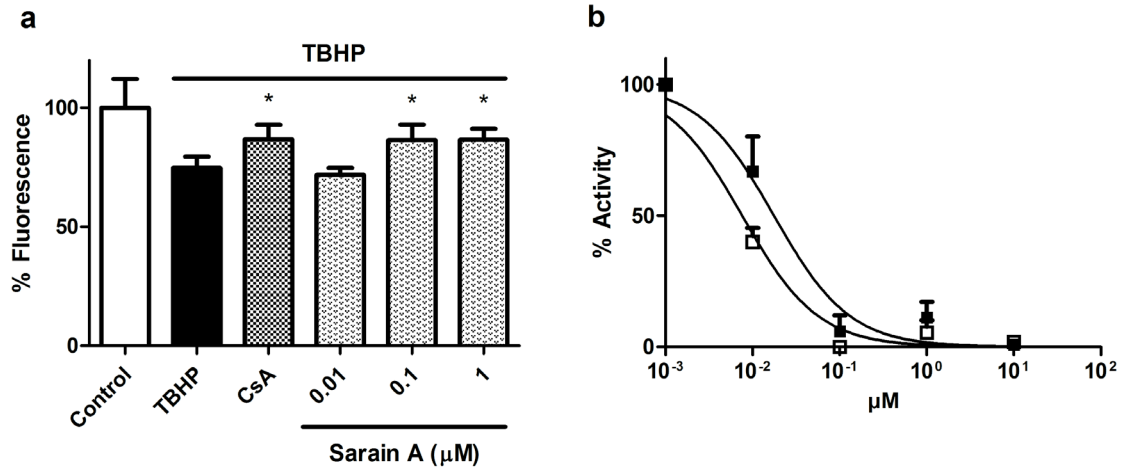 a
TBHP
* * *
100
50
0
% Fluorescence
Control TBHP CsA 0.01 0.1 1
Sarain A (μM)
b
100
50
0
% Activity
10⁻³ 10⁻² 10⁻¹ 10⁰ 10¹ 10²
μM